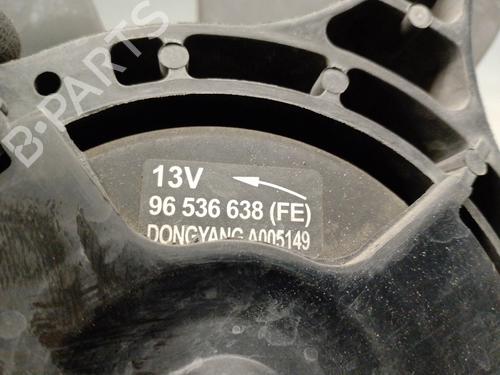 B-PARTS
13V
96 536 638 (FE)
DONGYANG A005149